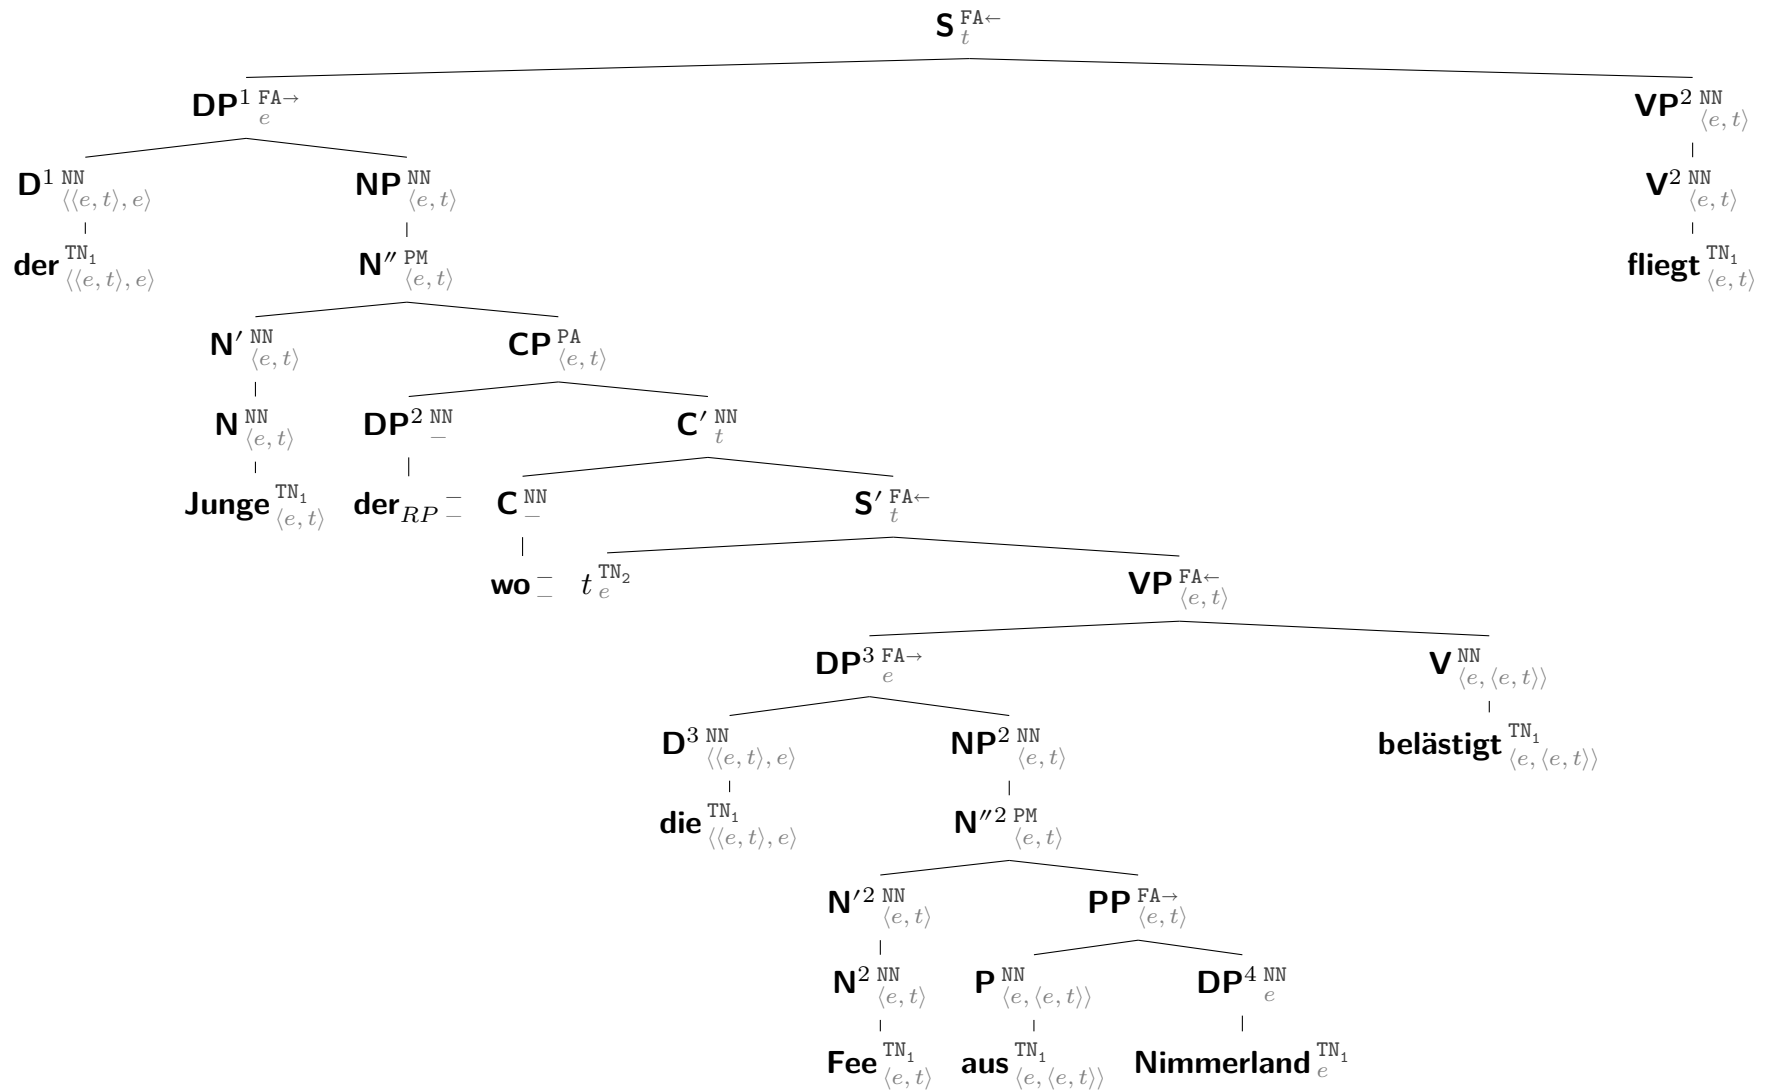 S FA← t
DP¹ FA→ e VP² NN ⟨e, t⟩
D¹ NN ⟨⟨e, t⟩, e⟩ NP NN ⟨e, t⟩ V² NN ⟨e, t⟩
der TN₁ ⟨⟨e, t⟩, e⟩ N″ PM ⟨e, t⟩ fliegt TN₁ ⟨e, t⟩
N′ NN ⟨e, t⟩ CP PA ⟨e, t⟩
N NN ⟨e, t⟩ DP² NN – C′ NN t
Junge TN₁ ⟨e, t⟩ der RP – – C NN – S′ FA← t
wo – – t TN₂ e VP FA← ⟨e, t⟩
DP³ FA→ e V NN ⟨e, ⟨e, t⟩⟩
D³ NN ⟨⟨e, t⟩, e⟩ NP² NN ⟨e, t⟩ belästigt TN₁ ⟨e, ⟨e, t⟩⟩
die TN₁ ⟨⟨e, t⟩, e⟩ N″² PM ⟨e, t⟩
N′² NN ⟨e, t⟩ PP FA→ ⟨e, t⟩
N² NN ⟨e, t⟩ P NN ⟨e, ⟨e, t⟩⟩ DP⁴ NN e
Fee TN₁ ⟨e, t⟩ aus TN₁ ⟨e, ⟨e, t⟩⟩ Nimmerland TN₁ e